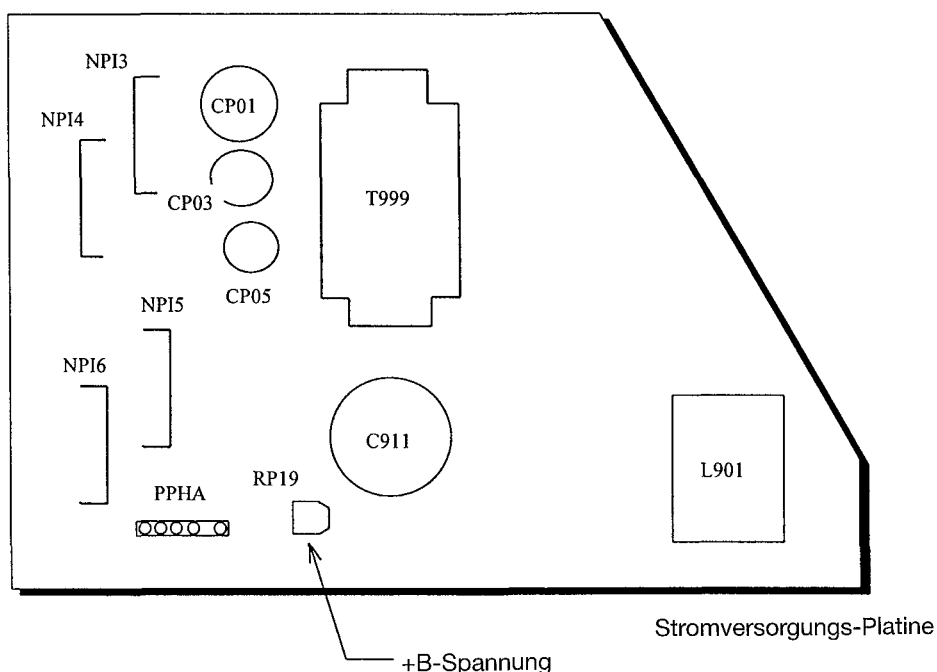 NPI3
CP01
NPI4
CP03
T999
CP05
NPI5
NPI6
C911
RP19
L901
PPHA
Stromversorgungs-Platine
+B-Spannung